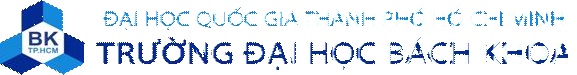 BK
TP.HCM
ĐẠI HỌC QUỐC GIA THÀNH PHỐ HỒ CHÍ MINH
TRƯỜNG ĐẠI HỌC BÁCH KHOA